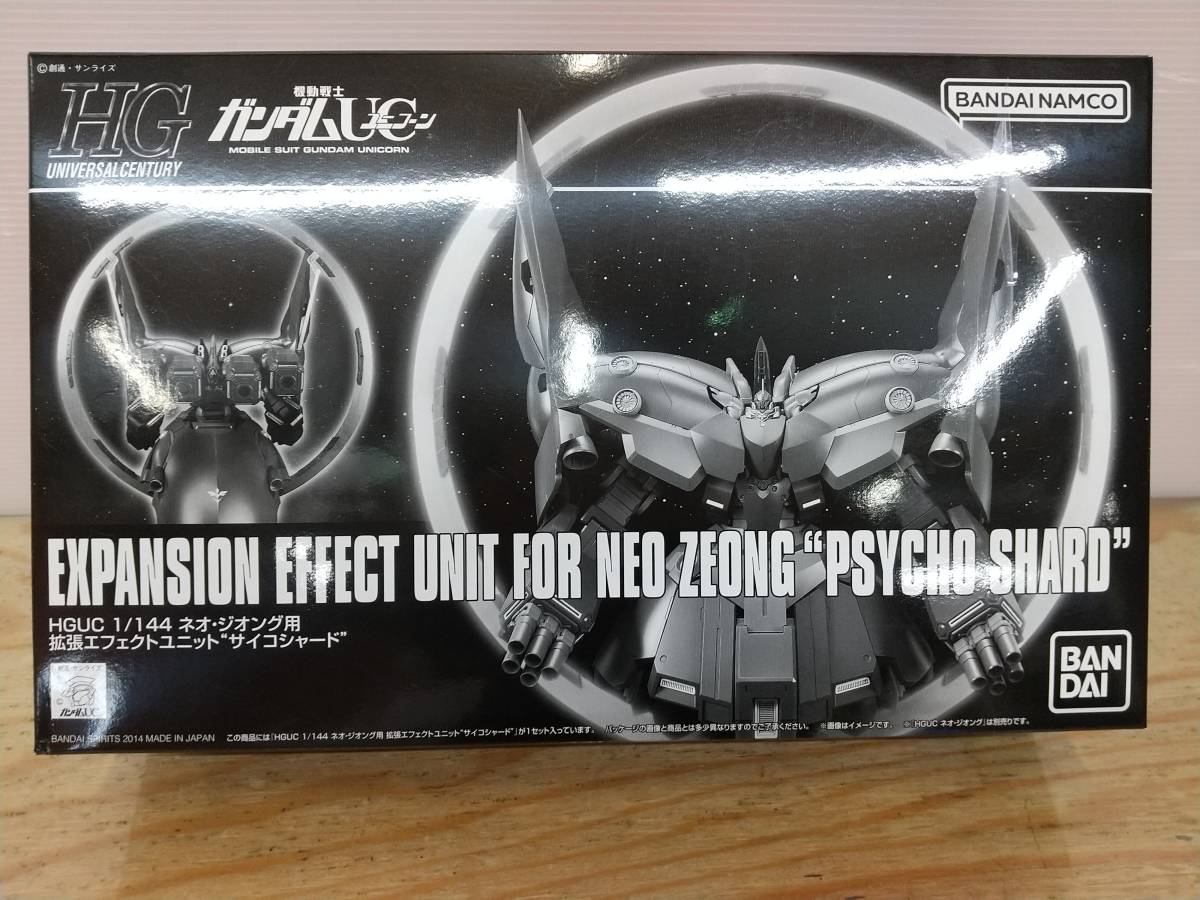 ©創通・サンライズ
HG
UNIVERSAL CENTURY
機動戦士
ガンダムUC
ユニコーン
MOBILE SUIT GUNDAM UNICORN
BANDAI NAMCO
EXPANSION EFFECT UNIT FOR NEO ZEONG “PSYCHO SHARD”
HGUC 1/144 ネオ・ジオング用
拡張エフェクトユニット“サイコシャード”
創通・サンライズ
ガンダムUC
BAN
DAI
BANDAI SPIRITS 2014 MADE IN JAPAN
この商品には「HGUC 1/144 ネオ・ジオング用 拡張エフェクトユニット“サイコシャード”」が1セット入っています。
パッケージの画像と商品とは多少異なりますのでご了承ください。
※画像はイメージです。
※「HGUC ネオ・ジオング」は別売りです。